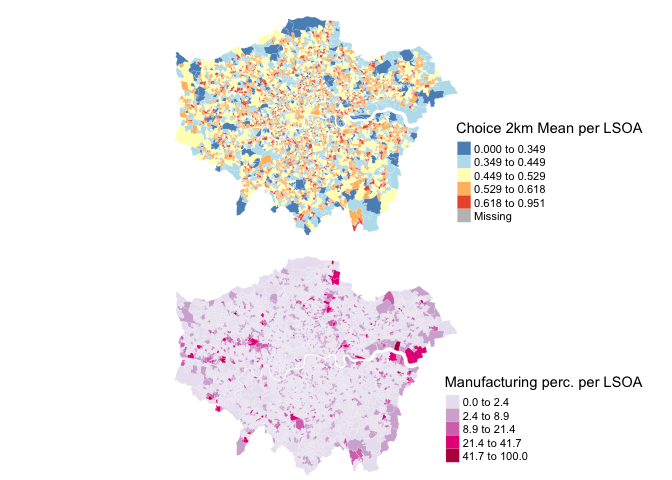 Choice 2km Mean per LSOA
0.000 to 0.349
0.349 to 0.449
0.449 to 0.529
0.529 to 0.618
0.618 to 0.951
Missing
Manufacturing perc. per LSOA
0.0 to 2.4
2.4 to 8.9
8.9 to 21.4
21.4 to 41.7
41.7 to 100.0